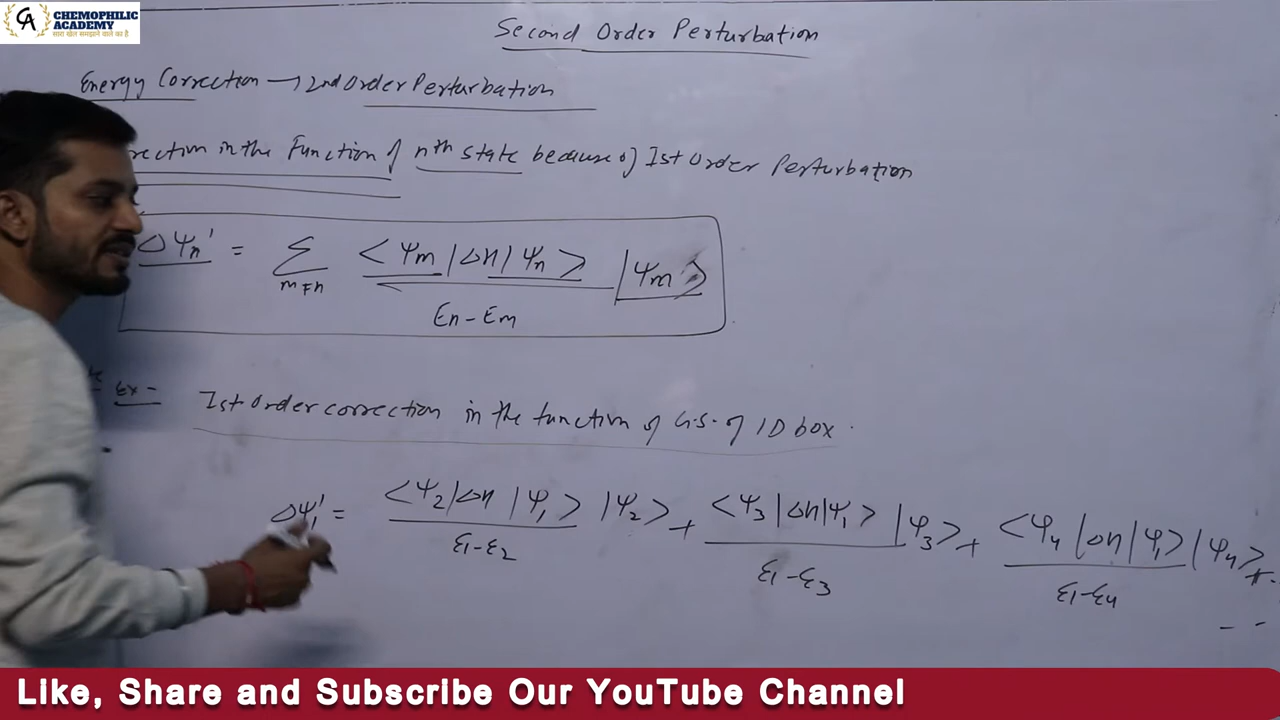 CHEMOPHILIC
ACADEMY
सारा खेल समझाने वाले का है
Second Order Perturbation
Energy Correction → 2nd Order Perturbation
rection in the Function of nth state because of Ist Order Perturbation
ΔΨn' = Σ m≠n <Ψm|ΔH|Ψn> / En - Em |Ψm>
Ex - Ist Order correction in the function of G.S. of 1D box.
ΔΨ1' = <Ψ2|ΔH|Ψ1> / E1-E2 |Ψ2> + <Ψ3|ΔH|Ψ1> / E1-E3 |Ψ3> + <Ψ4|ΔH|Ψ1> / E1-E4 |Ψ4> + - - -
Like, Share and Subscribe Our YouTube Channel